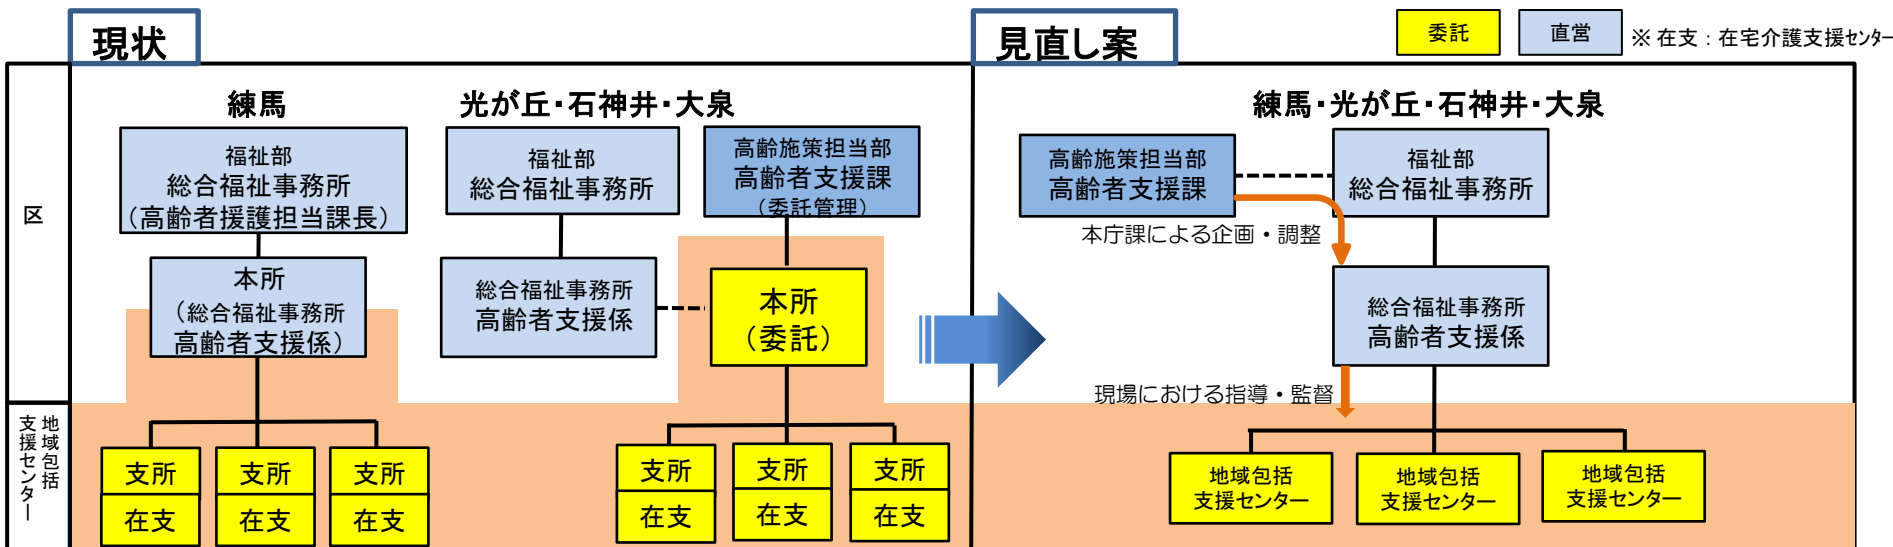 現状
見直し案
委託
直営
※ 在支：在宅介護支援センター
区
練馬
福祉部
総合福祉事務所
（高齢者援護担当課長）
本所
（総合福祉事務所
高齢者支援係）
光が丘・石神井・大泉
福祉部
総合福祉事務所
高齢施策担当部
高齢者支援課
（委託管理）
総合福祉事務所
高齢者支援係
本所
（委託）
練馬・光が丘・石神井・大泉
高齢施策担当部
高齢者支援課
福祉部
総合福祉事務所
本庁課による企画・調整
総合福祉事務所
高齢者支援係
現場における指導・監督
地域包括
支援センター
支所
在支
支所
在支
支所
在支
支所
在支
支所
在支
支所
在支
地域包括
支援センター
地域包括
支援センター
地域包括
支援センター